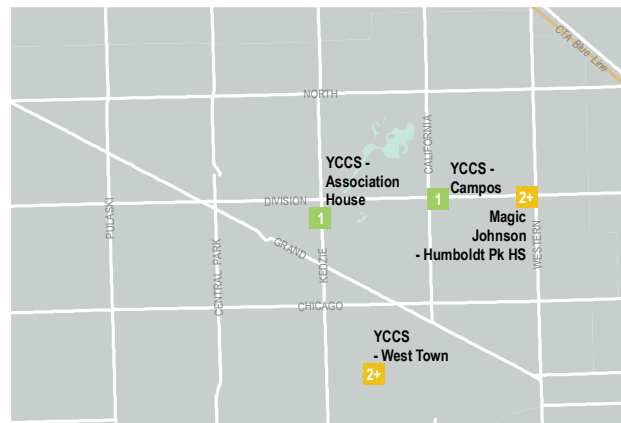 CTA Blue Line
NORTH
CALIFORNIA
YCCS -
Association
House
YCCS -
Campos
PULASKI
DIVISION
1
1
2+
Magic
Johnson
- Humboldt Pk HS
WESTERN
CENTRAL PARK
GRAND
KEDZIE
CHICAGO
YCCS
- West Town
2+